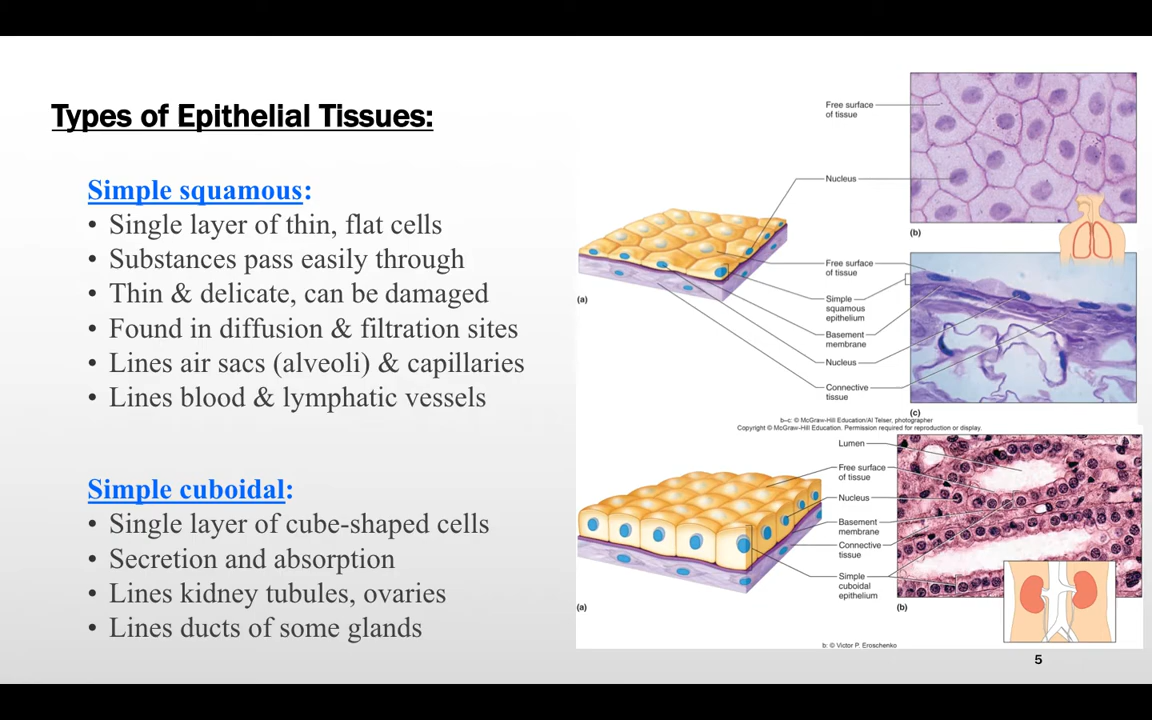 Types of Epithelial Tissues:
Simple squamous:
• Single layer of thin, flat cells
• Substances pass easily through
• Thin & delicate, can be damaged
• Found in diffusion & filtration sites
• Lines air sacs (alveoli) & capillaries
• Lines blood & lymphatic vessels
Simple cuboidal:
• Single layer of cube-shaped cells
• Secretion and absorption
• Lines kidney tubules, ovaries
• Lines ducts of some glands
Free surface
of tissue
Nucleus
(b)
Free surface
of tissue
(a)
Simple
squamous
epithelium
Basement
membrane
Nucleus
Connective
tissue
(c)
b-c: © McGraw-Hill Education/Al Telser, photographer
Copyright © McGraw-Hill Education. Permission required for reproduction or display.
Lumen
Free surface
of tissue
Nucleus
Basement
membrane
Connective
tissue
Simple
cuboidal
epithelium
(a)
(b)
b: © Victor P. Eroschenko
5